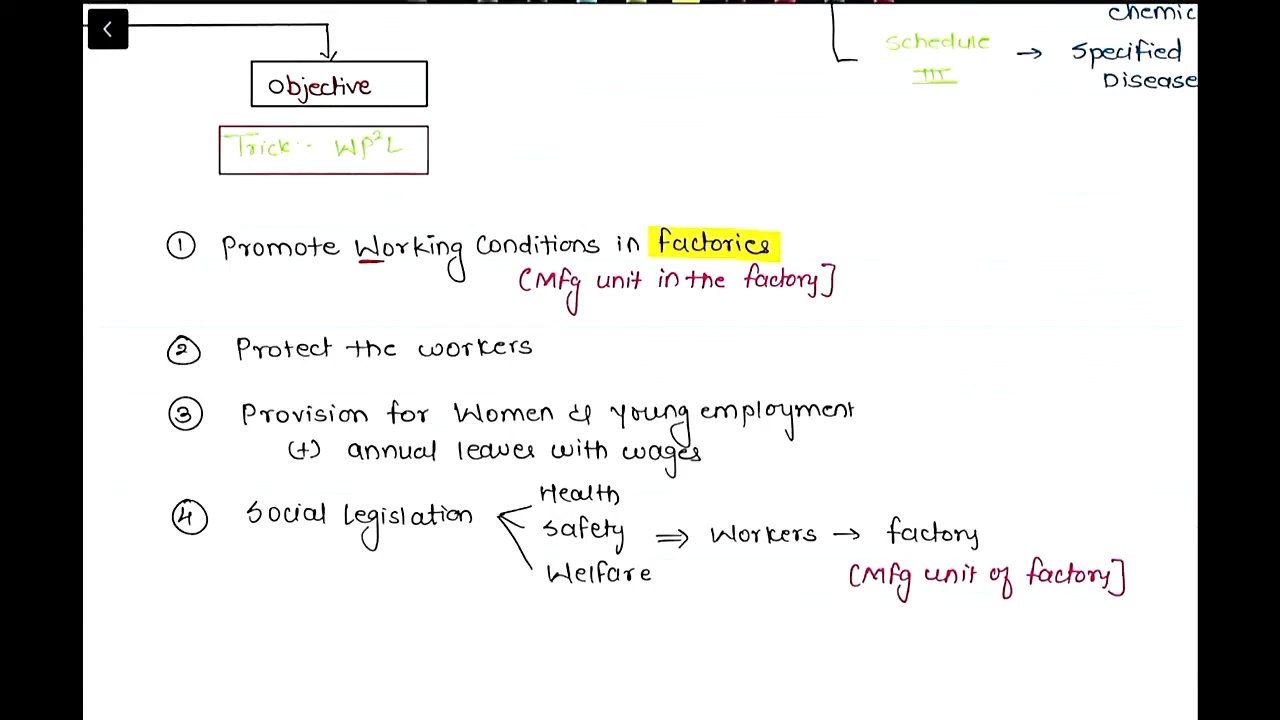 chemic
Schedule → Specified
III Disease
Objective
Trick :- WP²L
① Promote Working Conditions in factories
[Mfg unit in the factory]
② Protect the workers
③ Provision for Women & Young employment
(+) annual leaves with wages
Health
④ Social Legislation Safety ⇒ Workers → factory
Welfare [Mfg unit of factory]